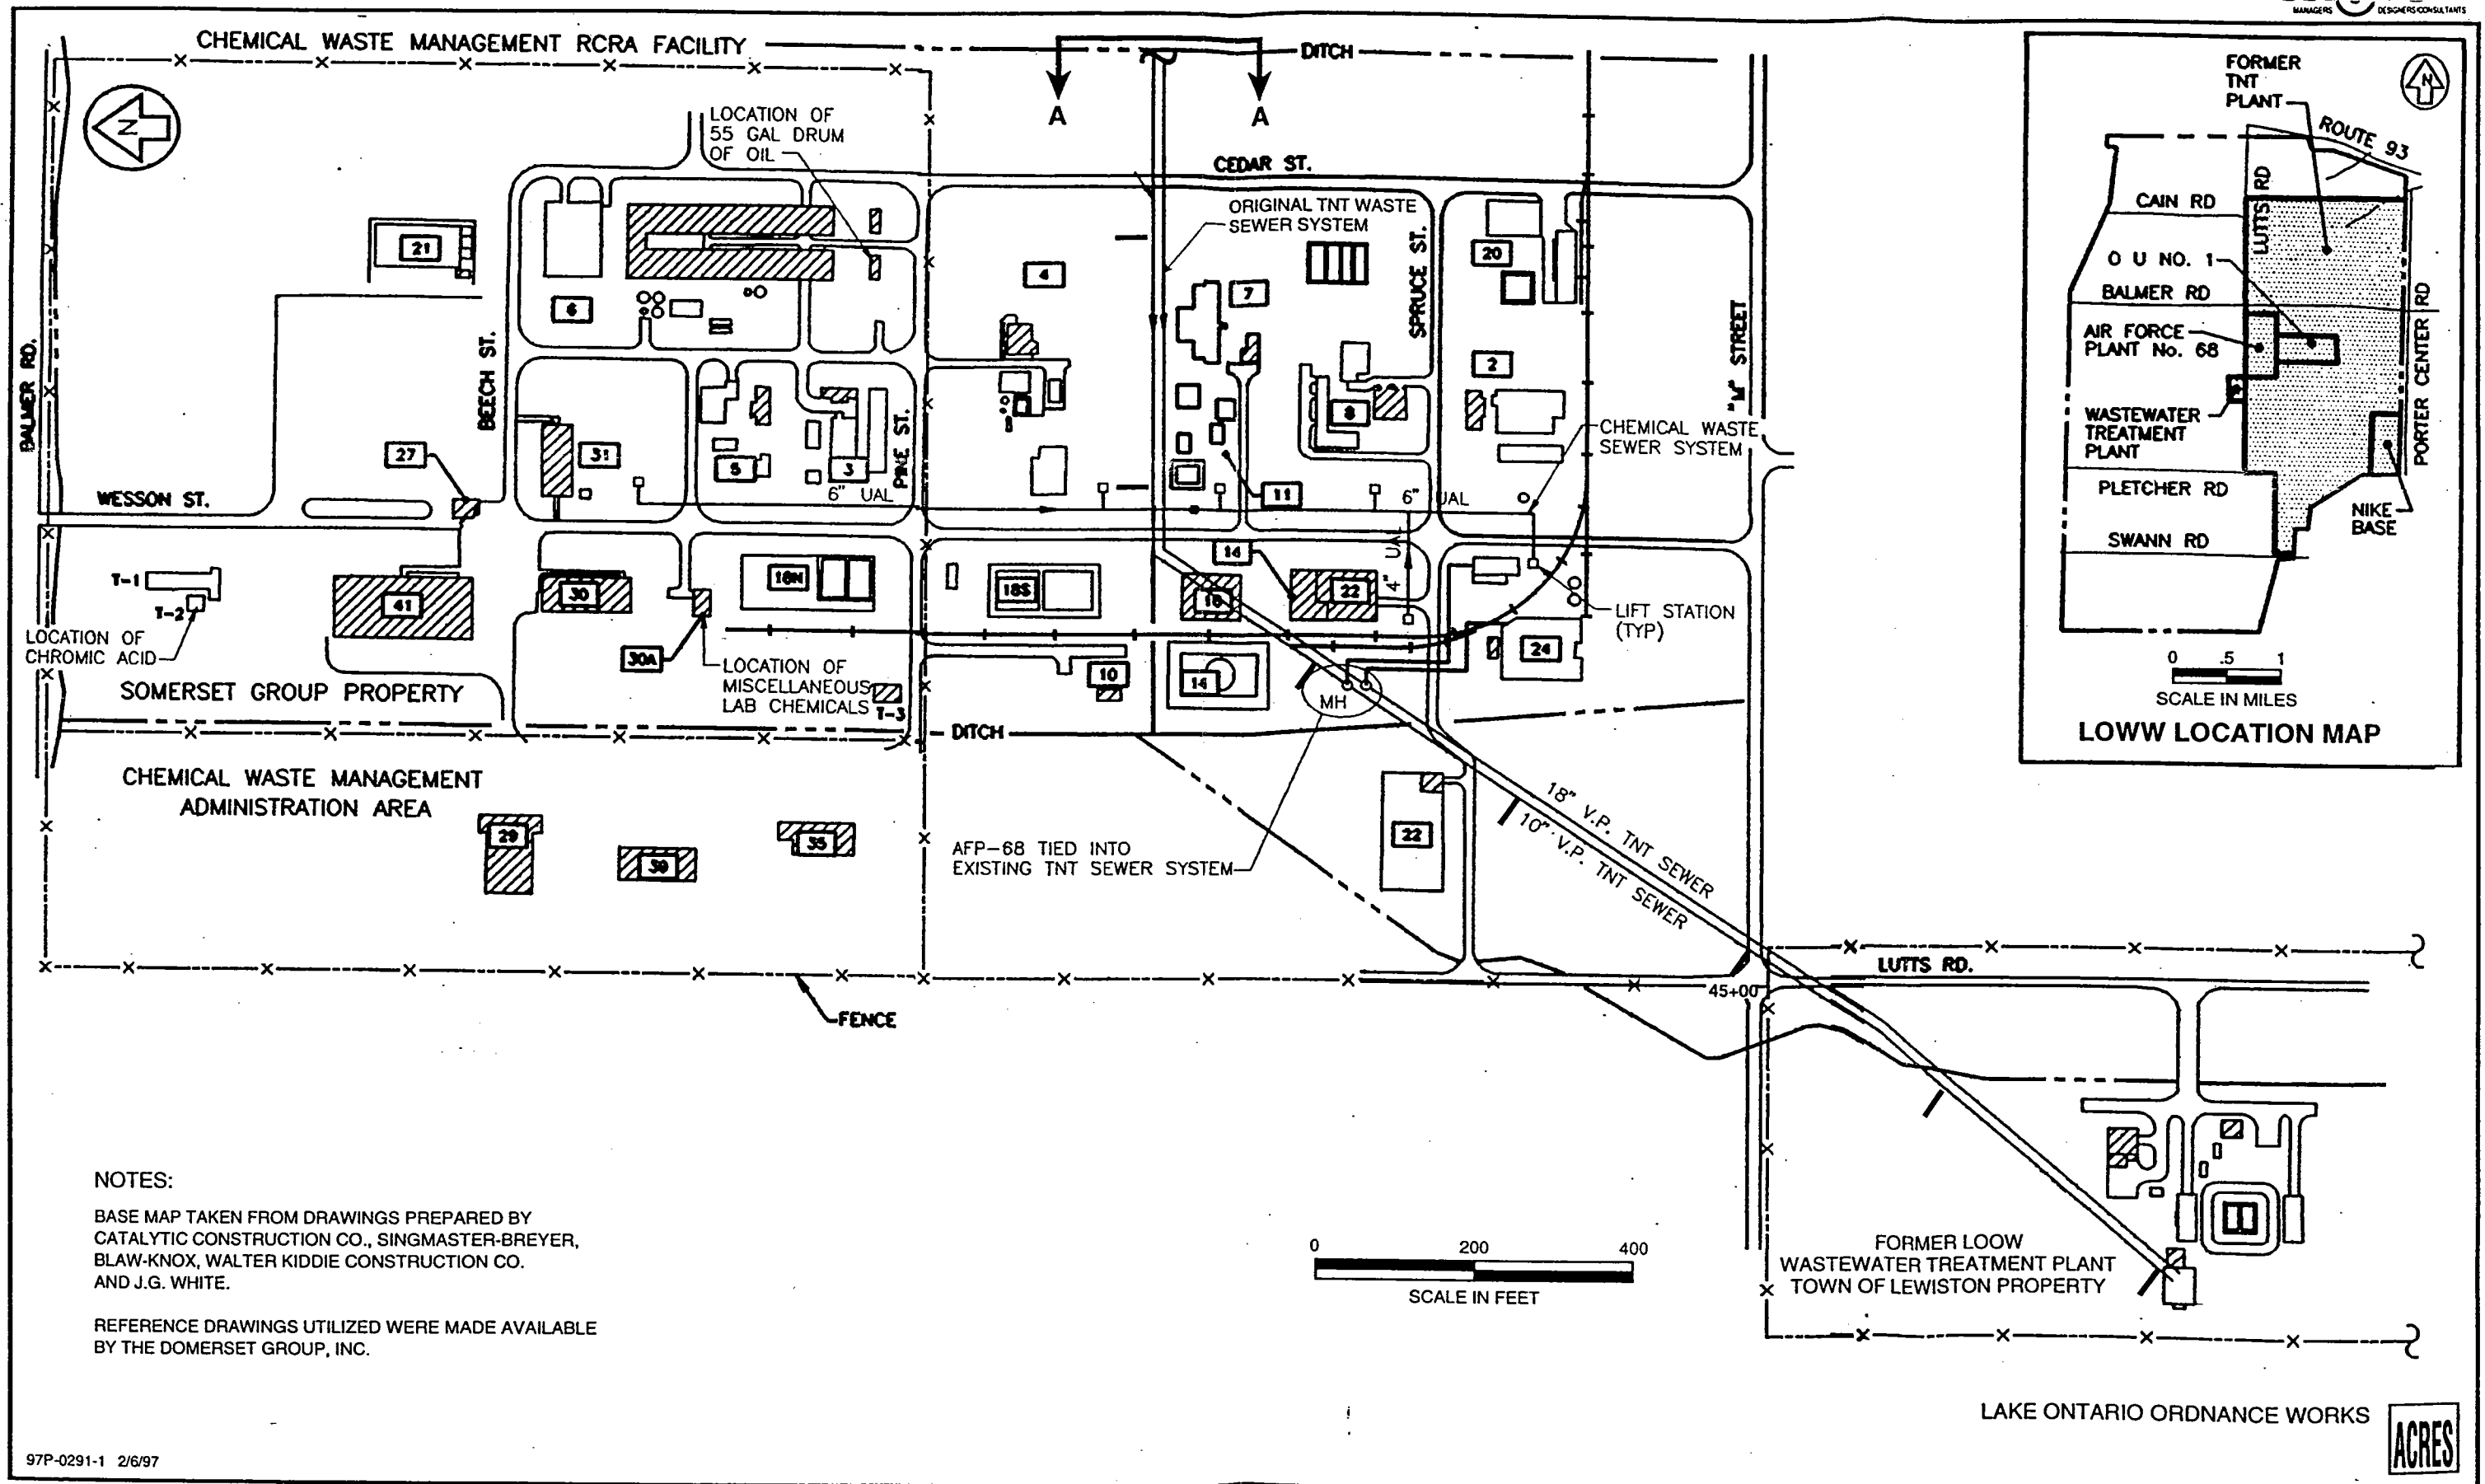 MANAGERS DESIGNERS/CONSULTANTS
CHEMICAL WASTE MANAGEMENT RCRA FACILITY
DITCH
A
A
N
LOCATION OF
55 GAL DRUM
OF OIL
CEDAR ST.
ORIGINAL TNT WASTE
SEWER SYSTEM
21
6
4
7
20
2
SPRUCE ST.
"M" STREET
BALMER RD.
BEECH ST.
PINE ST.
27
31
5
3
8
11
6" UAL
6" UAL
4" UAL
CHEMICAL WASTE
SEWER SYSTEM
WESSON ST.
T-1
T-2
LOCATION OF
CHROMIC ACID
41
30
30A
18N
18S
14
16
22
24
LIFT STATION
(TYP)
LOCATION OF
MISCELLANEOUS
LAB CHEMICALS
T-3
10
14
MH
SOMERSET GROUP PROPERTY
DITCH
CHEMICAL WASTE MANAGEMENT
ADMINISTRATION AREA
29
39
35
22
AFP-68 TIED INTO
EXISTING TNT SEWER SYSTEM
18" V.P. TNT SEWER
10" V.P. TNT SEWER
LUTTS RD.
45+00
FENCE
FORMER
TNT
PLANT
N
ROUTE 93
LUTTS RD
CAIN RD
O U NO. 1
BALMER RD
AIR FORCE
PLANT No. 68
PORTER CENTER RD
WASTEWATER
TREATMENT
PLANT
PLETCHER RD
NIKE
BASE
SWANN RD
0 .5 1
SCALE IN MILES
LOWW LOCATION MAP
NOTES:
BASE MAP TAKEN FROM DRAWINGS PREPARED BY
CATALYTIC CONSTRUCTION CO., SINGMASTER-BREYER,
BLAW-KNOX, WALTER KIDDIE CONSTRUCTION CO.
AND J.G. WHITE.
REFERENCE DRAWINGS UTILIZED WERE MADE AVAILABLE
BY THE DOMERSET GROUP, INC.
0 200 400
SCALE IN FEET
FORMER LOOW
WASTEWATER TREATMENT PLANT
TOWN OF LEWISTON PROPERTY
LAKE ONTARIO ORDNANCE WORKS
ACRES
97P-0291-1 2/6/97